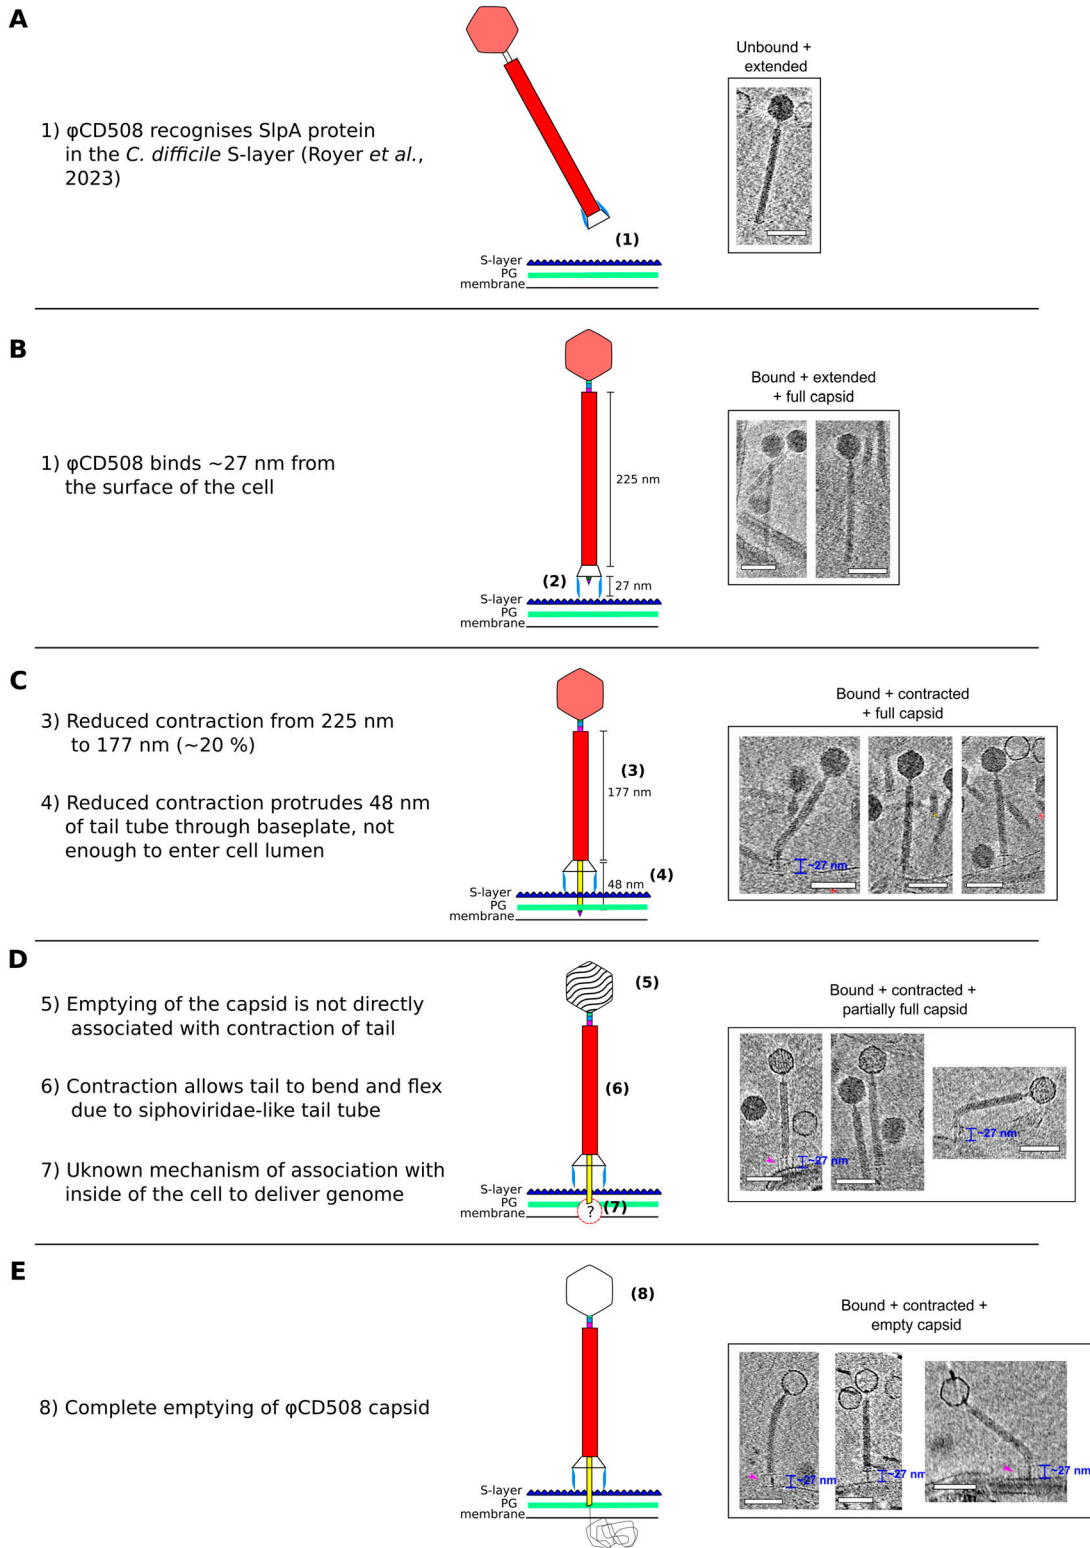 A
1) φCD508 recognises SlpA protein
in the C. difficile S-layer (Royer et al.,
2023)
(1)
S-layer
PG
membrane
Unbound +
extended
B
1) φCD508 binds ~27 nm from
the surface of the cell
225 nm
(2)
27 nm
S-layer
PG
membrane
Bound + extended
+ full capsid
C
3) Reduced contraction from 225 nm
to 177 nm (~20 %)
4) Reduced contraction protrudes 48 nm
of tail tube through baseplate, not
enough to enter cell lumen
(3)
177 nm
48 nm
(4)
S-layer
PG
membrane
Bound + contracted
+ full capsid
~27 nm
D
5) Emptying of the capsid is not directly
associated with contraction of tail
6) Contraction allows tail to bend and flex
due to siphoviridae-like tail tube
7) Uknown mechanism of association with
inside of the cell to deliver genome
(5)
(6)
S-layer
PG
membrane
?
(7)
Bound + contracted +
partially full capsid
~27 nm
~27 nm
E
8) Complete emptying of φCD508 capsid
(8)
S-layer
PG
membrane
Bound + contracted +
empty capsid
~27 nm
~27 nm
~27 nm